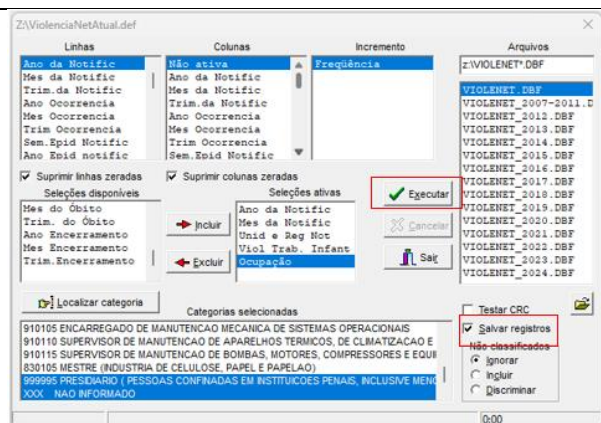 Z:\ViolenciaNetAtual.def
Linhas
Ano da Notific
Mes da Notific
Trim.da Notific
Ano Ocorrencia
Mes Ocorrencia
Trim Ocorrencia
Sem.Epid Notific
Ano Epid notific
Colunas
Não ativa
Ano da Notific
Mes da Notific
Trim.da Notific
Ano Ocorrencia
Mes Ocorrencia
Trim Ocorrencia
Sem.Epid Notific
Incremento
Freqüência
Arquivos
z:\VIOLENET*.DBF
VIOLENET.DBF
VIOLENET_2007-2011.D
VIOLENET_2012.DBF
VIOLENET_2013.DBF
VIOLENET_2014.DBF
VIOLENET_2015.DBF
VIOLENET_2016.DBF
VIOLENET_2017.DBF
VIOLENET_2018.DBF
VIOLENET_2019.DBF
VIOLENET_2020.DBF
VIOLENET_2021.DBF
VIOLENET_2022.DBF
VIOLENET_2023.DBF
VIOLENET_2024.DBF
Suprimir linhas zeradas
Suprimir colunas zeradas
Seleções disponíveis
Mes do Óbito
Trim. do Óbito
Ano Encerramento
Mes Encerramento
Trim.Encerramento
Incluir
Excluir
Seleções ativas
Ano da Notific
Mes da Notific
Unid e Reg Not
Viol Trab. Infant
Ocupação
Executar
Cancelar
Sair
Localizar categoria
Categorias selecionadas
910105 ENCARREGADO DE MANUTENCAO MECANICA DE SISTEMAS OPERACIONAIS
910110 SUPERVISOR DE MANUTENCAO DE APARELHOS TERMICOS, DE CLIMATIZACAO E
910115 SUPERVISOR DE MANUTENCAO DE BOMBAS, MOTORES, COMPRESSORES E EQUI
830105 MESTRE (INDUSTRIA DE CELULOSE, PAPEL E PAPELAO)
999995 PRESIDIARIO ( PESSOAS CONFINADAS EM INSTITUICOES PENAIS, INCLUSIVE MENO
XXX NAO INFORMADO
Testar CRC
Salvar registros
Não classificados
Ignorar
Incluir
Discriminar
0:00